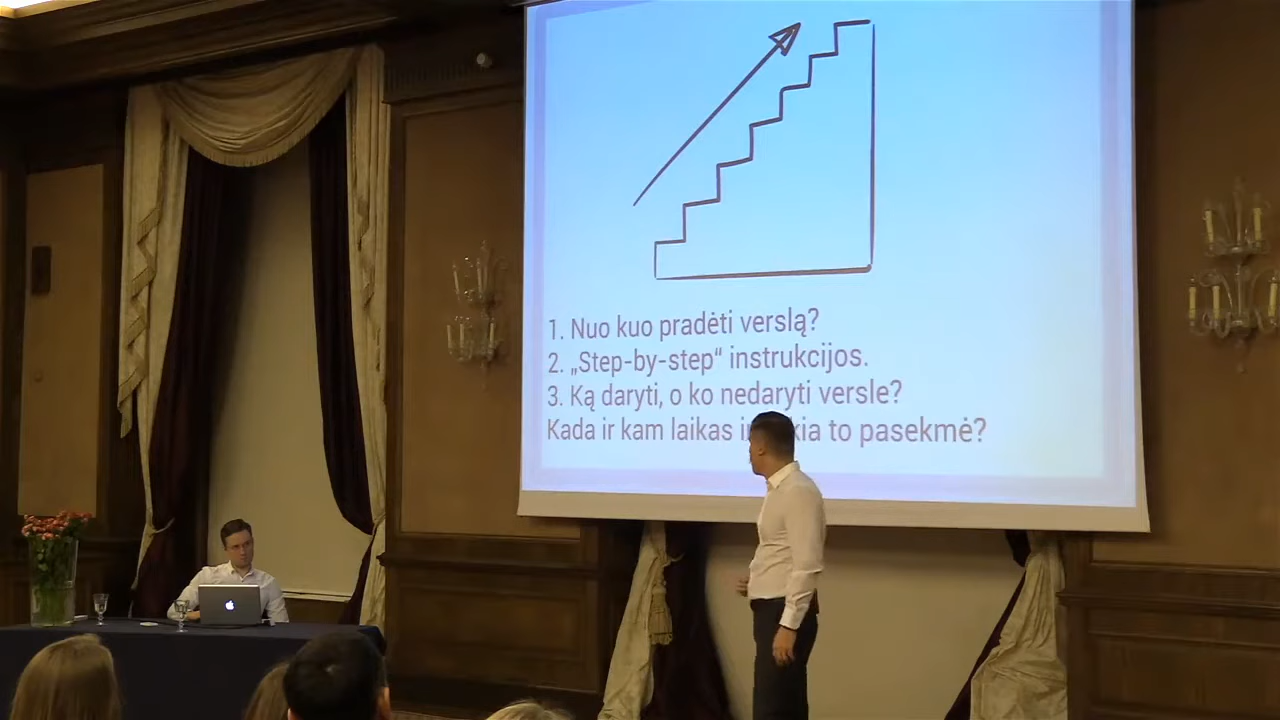 1. Nuo kuo pradėti verslą?
2. „Step-by-step“ instrukcijos.
3. Ką daryti, o ko nedaryti versle?
Kada ir kam laikas to pasekmė?